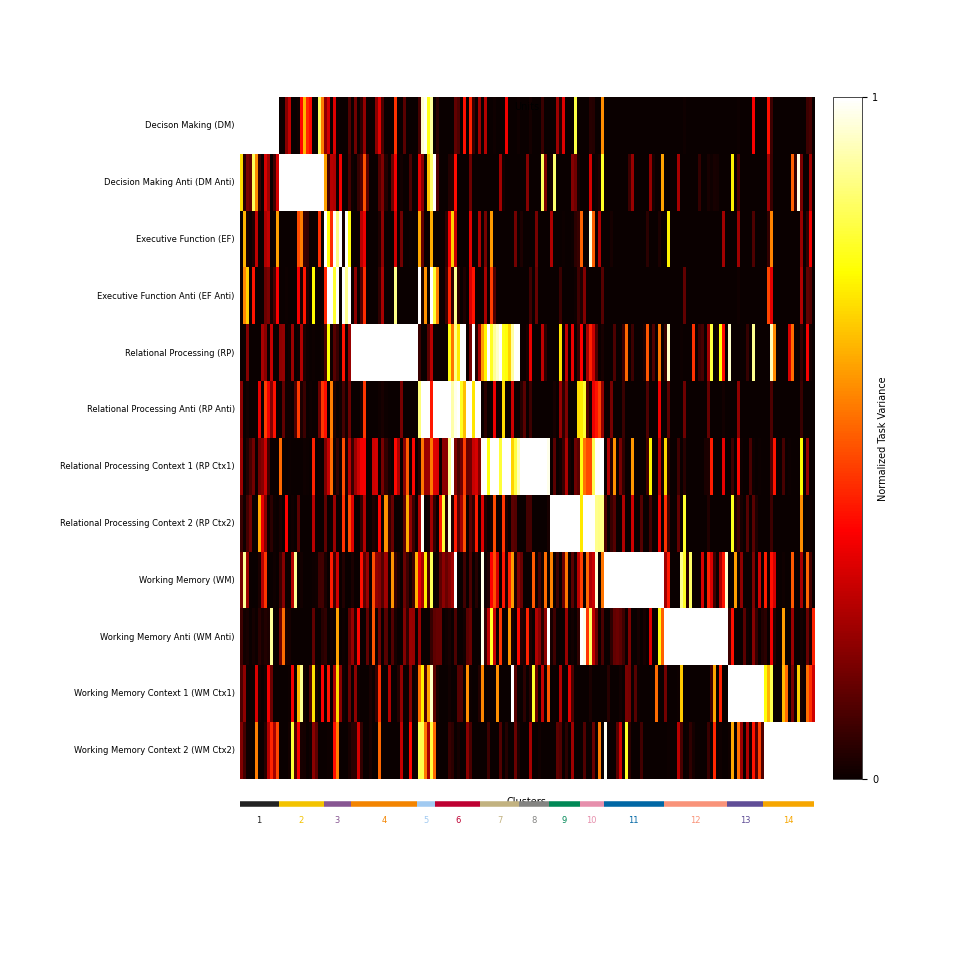 1
Decison Making (DM)
Decision Making Anti (DM Anti)
Executive Function (EF)
Executive Function Anti (EF Anti)
Relational Processing (RP)
Relational Processing Anti (RP Anti)
Relational Processing Context 1 (RP Ctx1)
Relational Processing Context 2 (RP Ctx2)
Working Memory (WM)
Working Memory Anti (WM Anti)
Working Memory Context 1 (WM Ctx1)
Working Memory Context 2 (WM Ctx2)
Normalized Task Variance
0
Clusters
1 2 3 4 5 6 7 8 9 10 11 12 13 14